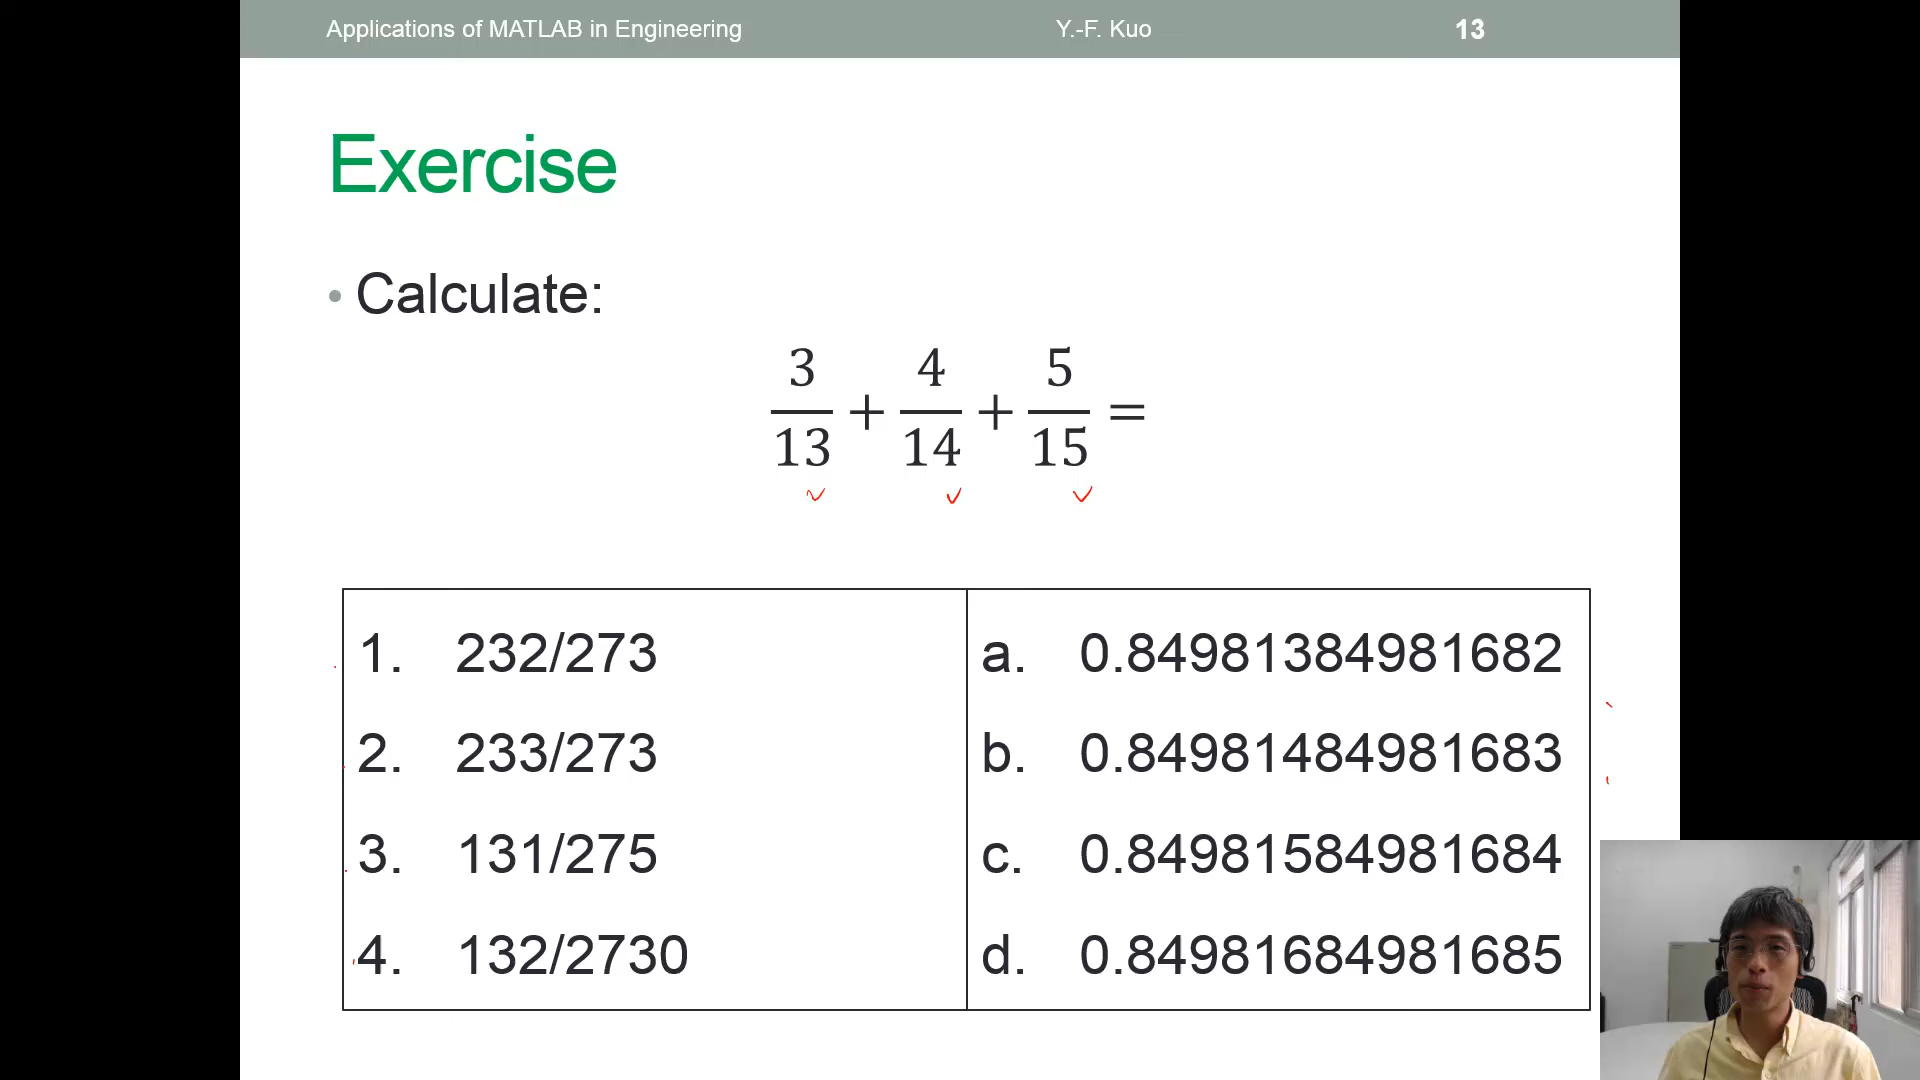 Applications of MATLAB in Engineering Y.-F. Kuo 13
Exercise
• Calculate:
3/13 + 4/14 + 5/15 =
1. 232/273
2. 233/273
3. 131/275
4. 132/2730
a. 0.84981384981682
b. 0.84981484981683
c. 0.84981584981684
d. 0.84981684981685